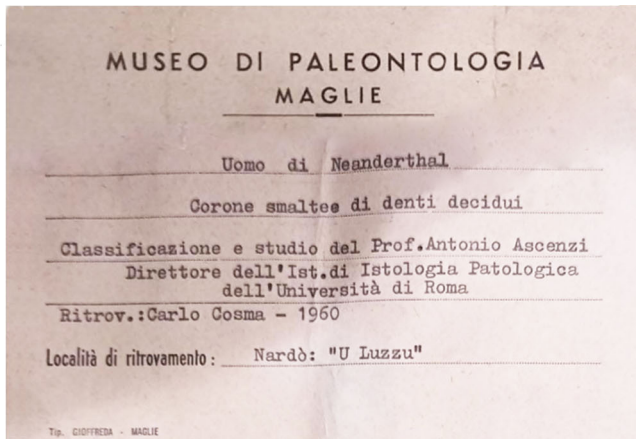 MUSEO DI PALEONTOLOGIA
MAGLIE
Uomo di Neanderthal
Corone smaltee di denti decidui
Classificazione e studio del Prof.Antonio Ascenzi
Direttore dell'Ist.di Istologia Patologica
dell'Università di Roma
Ritrov.:Carlo Cosma - 1960
Località di ritrovamento: Nardò: "U Luzzu"
Tip. GIOFFREDA - MAGLIE